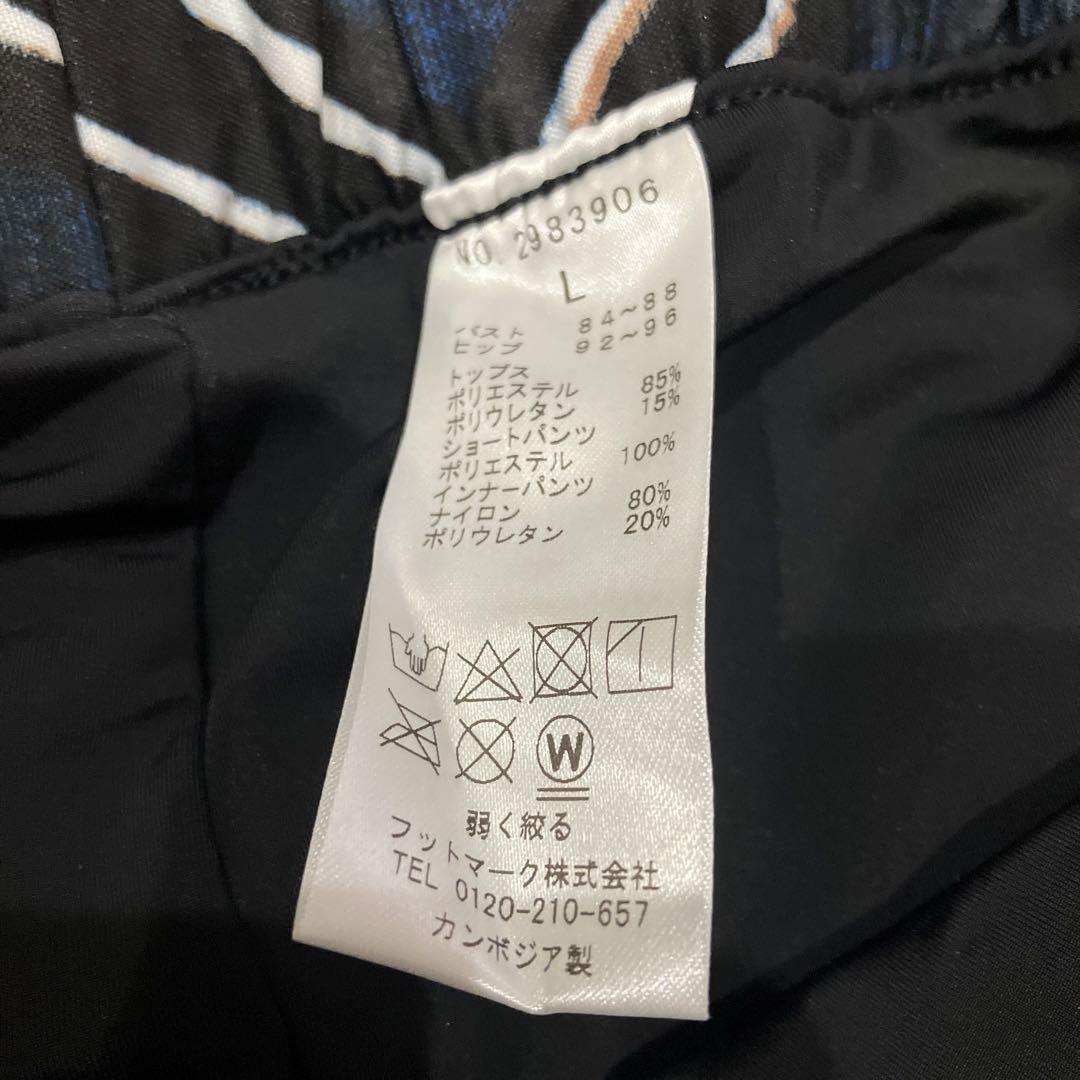 NO. 2983906
L
バスト 84~88
ヒップ 92~96
トップス
ポリエステル 85%
ポリウレタン 15%
ショートパンツ
ポリエステル 100%
インナーパンツ
ナイロン 80%
ポリウレタン 20%
W
弱く絞る
フットマーク株式会社
TEL 0120-210-657
カンボジア製